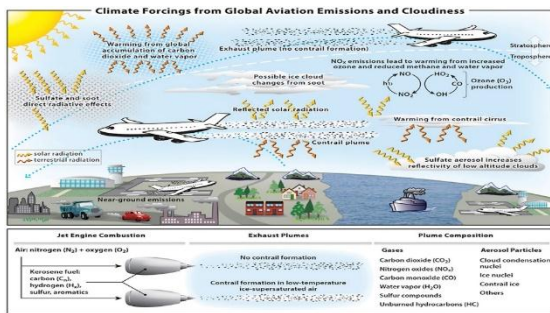 Climate Forcings from Global Aviation Emissions and Cloudiness
Warming from global
accumulation of carbon
dioxide and water vapor
Exhaust plume (no contrail formation)
Stratosphere
Troposphere
NOx emissions lead to warming from increased
ozone and reduced methane and water vapor
NO
HO₂
hν
CO
NO₂
OH
Ozone (O₃)
production
Possible ice cloud
changes from soot
Sulfate and soot
direct radiative effects
Reflected solar radiation
Warming from contrail cirrus
Contrail plume
solar radiation
terrestrial radiation
Sulfate aerosol increases
reflectivity of low altitude clouds
Near-ground emissions
Jet Engine Combustion
Exhaust Plumes
Plume Composition
Air: nitrogen (N₂) + oxygen (O₂)
Kerosene fuel:
carbon (Cₙ),
hydrogen (Hₙ),
sulfur, aromatics
No contrail formation
Contrail formation in low-temperature
ice-supersaturated air
Gases
Carbon dioxide (CO₂)
Nitrogen oxides (NOₓ)
Carbon monoxide (CO)
Water vapor (H₂O)
Sulfur compounds
Unburned hydrocarbons (HC)
Aerosol Particles
Cloud condensation
nuclei
Ice nuclei
Contrail ice
Others